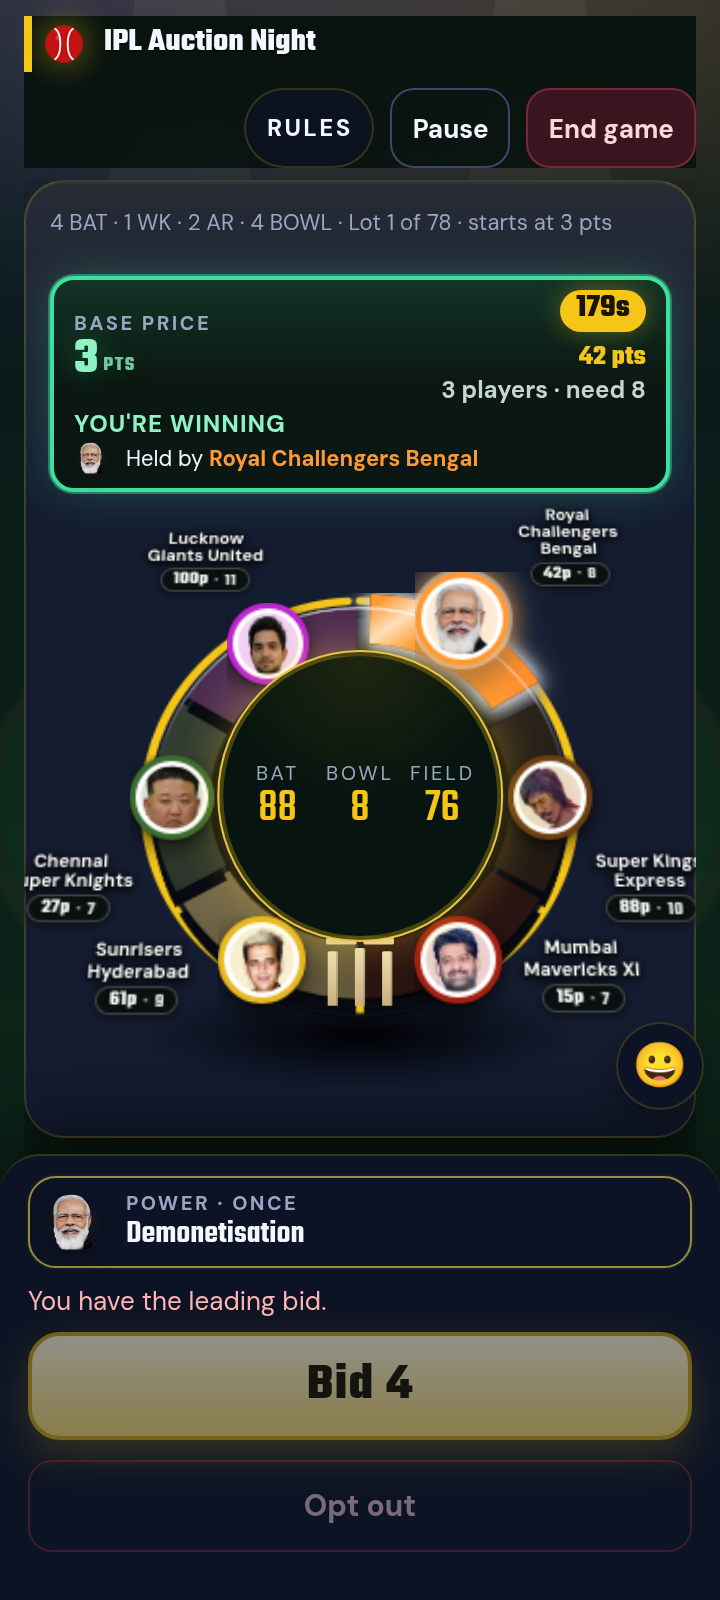 IPL Auction Night
RULES
Pause
End game
4 BAT · 1 WK · 2 AR · 4 BOWL · Lot 1 of 78 · starts at 3 pts
179s
BASE PRICE
3 PTS
42 pts
3 players · need 8
YOU'RE WINNING
Held by Royal Challengers Bengal
Royal
Challengers
Bengal
42p · 8
Lucknow
Giants United
100p · 11
BAT BOWL FIELD
88 8 76
Chennai
uper Knights
27p · 7
Super Kings
Express
88p · 10
Sunrisers
Hyderabad
61p · 9
Mumbai
Mavericks XI
15p · 7
POWER · ONCE
Demonetisation
You have the leading bid.
Bid 4
Opt out